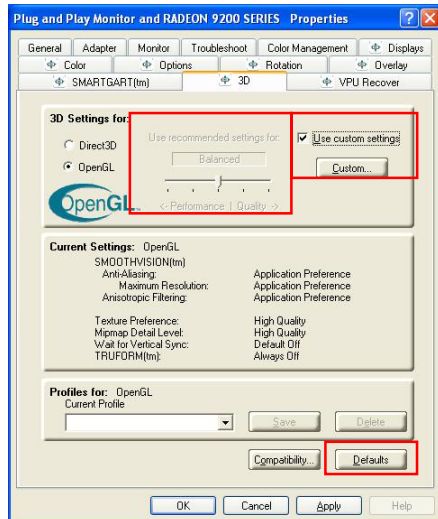 Plug and Play Monitor and RADEON 9200 SERIES Properties
General Adapter Monitor Troubleshoot Color Management Displays
Color Options Rotation Overlay
SMARTGART(tm) 3D VPU Recover
3D Settings for:
Direct3D
OpenGL
OpenGL
Use recommended settings for:
Balanced
<- Performance | Quality ->
Use custom settings
Custom...
Current Settings: OpenGL
SMOOTHVISION(tm)
Anti-Aliasing: Application Preference
Maximum Resolution: Application Preference
Anisotropic Filtering: Application Preference
Texture Preference: High Quality
Mipmap Detail Level: High Quality
Wait for Vertical Sync: Default Off
TRUFORM(tm): Always Off
Profiles for: OpenGL
Current Profile
Save Delete
Compatibility... Defaults
OK Cancel Apply Help